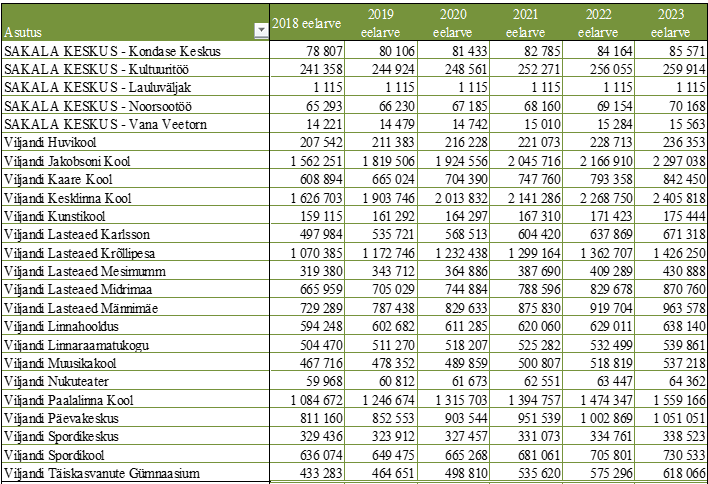 Asutus 2018 eelarve 2019 eelarve 2020 eelarve 2021 eelarve 2022 eelarve 2023 eelarve
SAKALA KESKUS - Kondase Keskus 78 807 80 106 81 433 82 785 84 164 85 571
SAKALA KESKUS - Kultuuritöö 241 358 244 924 248 561 252 271 256 055 259 914
SAKALA KESKUS - Lauluväljak 1 115 1 115 1 115 1 115 1 115 1 115
SAKALA KESKUS - Noorsootöö 65 293 66 230 67 185 68 160 69 154 70 168
SAKALA KESKUS - Vana Veetorn 14 221 14 479 14 742 15 010 15 284 15 563
Viljandi Huvikool 207 542 211 383 216 228 221 073 228 713 236 353
Viljandi Jakobsoni Kool 1 562 251 1 819 506 1 924 556 2 045 716 2 166 910 2 297 038
Viljandi Kaare Kool 608 894 665 024 704 390 747 760 793 358 842 450
Viljandi Kesklinna Kool 1 626 703 1 903 746 2 013 832 2 141 286 2 268 750 2 405 818
Viljandi Kunstikool 159 115 161 292 164 297 167 310 171 423 175 444
Viljandi Lasteaed Karlsson 497 984 535 721 568 513 604 420 637 869 671 318
Viljandi Lasteaed Krõllipesa 1 070 385 1 172 746 1 232 438 1 299 164 1 362 707 1 426 250
Viljandi Lasteaed Mesimumm 319 380 343 712 364 886 387 690 409 289 430 888
Viljandi Lasteaed Midrimaa 665 959 705 029 744 884 788 596 829 678 870 760
Viljandi Lasteaed Männimäe 729 289 787 438 829 633 875 830 919 704 963 578
Viljandi Linnahooldus 594 248 602 682 611 285 620 060 629 011 638 140
Viljandi Linnaraamatukogu 504 470 511 270 518 207 525 282 532 499 539 861
Viljandi Muusikakool 467 716 478 352 489 859 500 807 518 819 537 218
Viljandi Nukuteater 59 968 60 812 61 673 62 551 63 447 64 362
Viljandi Paalalinna Kool 1 084 672 1 246 674 1 315 703 1 394 757 1 474 347 1 559 166
Viljandi Päevakeskus 811 160 852 553 903 544 951 539 1 002 869 1 051 051
Viljandi Spordikeskus 329 436 323 912 327 457 331 073 334 761 338 523
Viljandi Spordikool 636 074 649 475 665 268 681 061 705 801 730 533
Viljandi Täiskasvanute Gümnaasium 433 283 464 651 498 810 535 620 575 296 618 066